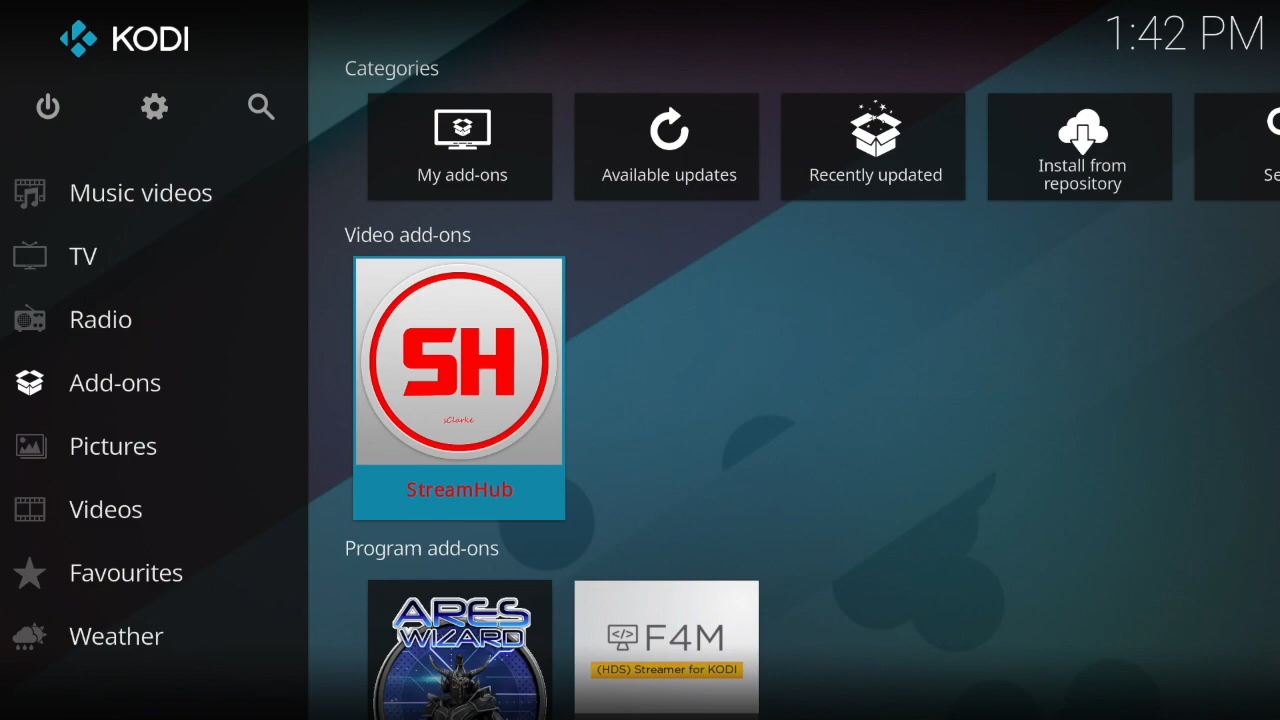 KODI
1:42 PM
Categories
My add-ons
Available updates
Recently updated
Install from
repository
Se
Music videos
TV
Radio
Add-ons
Pictures
Videos
Favourites
Weather
Video add-ons
SH
sClarke
StreamHub
Program add-ons
ARES
WIZARD
</> F4M
(HDS) Streamer for KODI